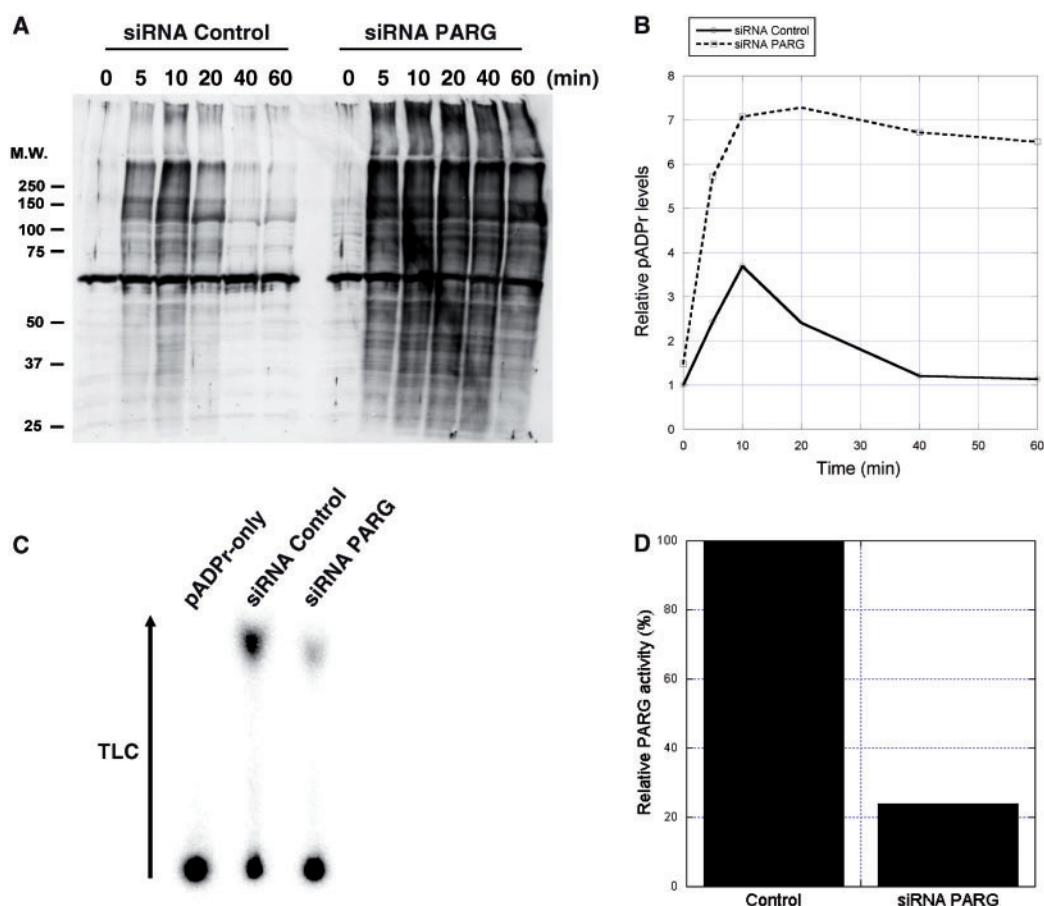 A
siRNA Control
siRNA PARG
0 5 10 20 40 60 0 5 10 20 40 60 (min)
M.W.
250
150
100
75
50
37
25
B
siRNA Control
siRNA PARG
Relative pADPr levels
8
7
6
5
4
3
2
1
0
0 10 20 30 40 50 60
Time (min)
C
pADPr-only
siRNA Control
siRNA PARG
TLC
D
Relative PARG activity (%)
100
80
60
40
20
0
Control siRNA PARG